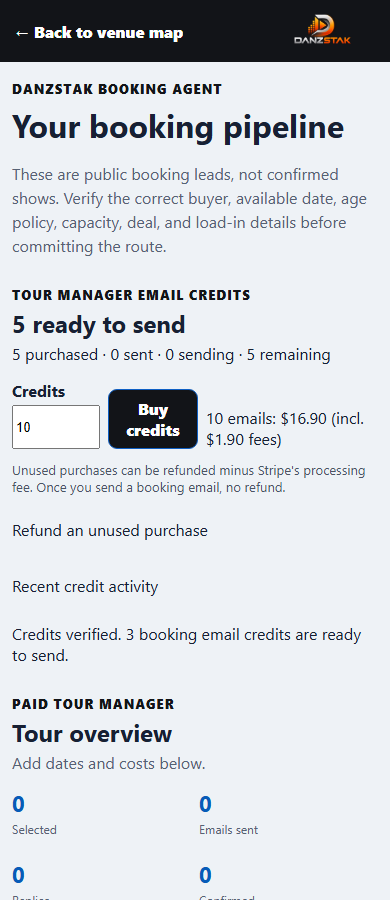 ← Back to venue map
DANZSTAK
DANZSTAK BOOKING AGENT
Your booking pipeline
These are public booking leads, not confirmed
shows. Verify the correct buyer, available date, age
policy, capacity, deal, and load-in details before
committing the route.
TOUR MANAGER EMAIL CREDITS
5 ready to send
5 purchased · 0 sent · 0 sending · 5 remaining
Credits
10
Buy
credits
10 emails: $16.90 (incl.
$1.90 fees)
Unused purchases can be refunded minus Stripe's processing
fee. Once you send a booking email, no refund.
Refund an unused purchase
Recent credit activity
Credits verified. 3 booking email credits are ready
to send.
PAID TOUR MANAGER
Tour overview
Add dates and costs below.
0
Selected
0
Emails sent
0
0